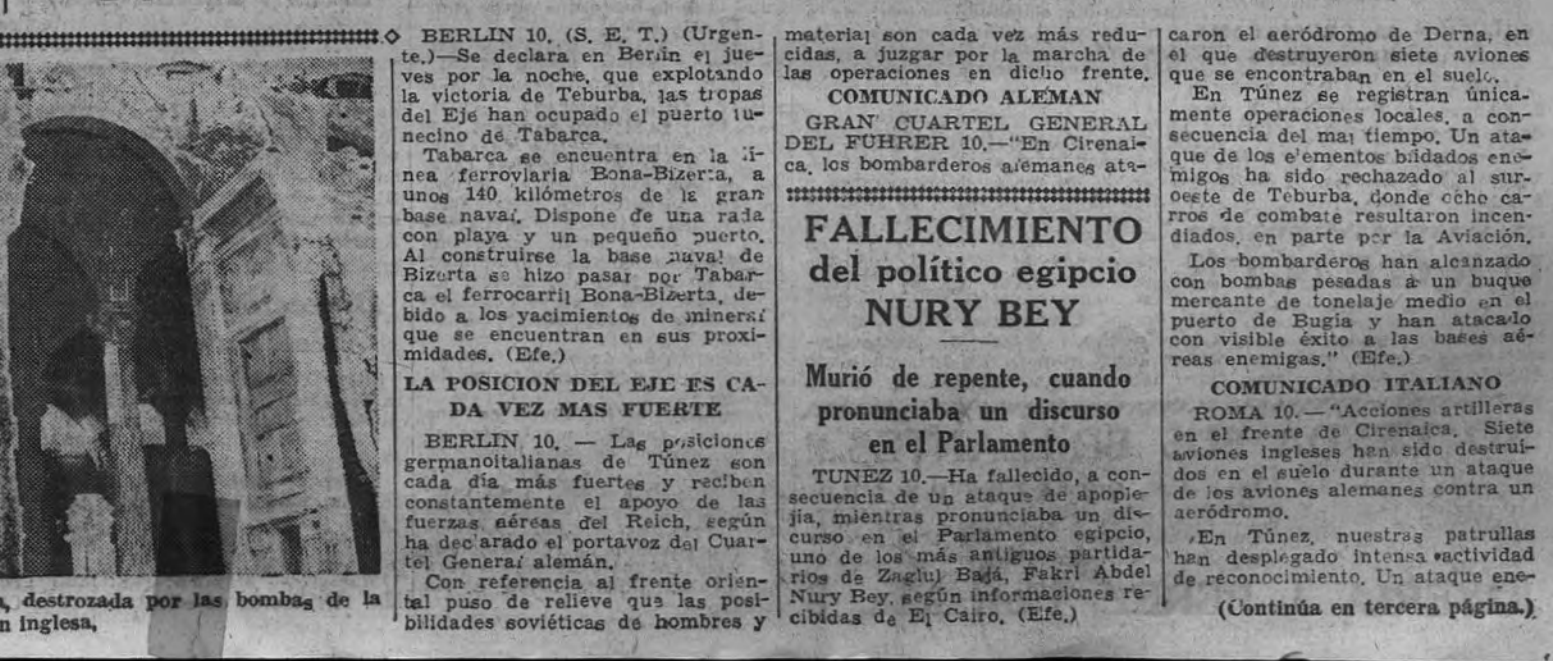 BERLIN 10. (S. E. T.) (Urgen-
te.)—Se declara en Berlín el jue-
ves por la noche, que explotando
la victoria de Teburba, las tropas
del Eje han ocupado el puerto tu-
necino de Tabarca.
Tabarca se encuentra en la lí-
nea ferroviaria Bona-Bizerta, a
unos 140 kilómetros de la gran
base naval. Dispone de una rada
con playa y un pequeño puerto.
Al construirse la base naval de
Bizerta se hizo pasar por Tabar-
ca el ferrocarril Bona-Bizerta, de-
bido a los yacimientos de mineral
que se encuentran en sus proxi-
midades. (Efe.)
LA POSICION DEL EJE ES CA-
DA VEZ MAS FUERTE
BERLIN 10. — Las posiciones
germanoitalianas de Túnez son
cada día más fuertes y reciben
constantemente el apoyo de las
fuerzas aéreas del Reich, según
ha declarado el portavoz del Cuar-
tel General alemán.
Con referencia al frente orien-
tal puso de relieve que las posi-
bilidades soviéticas de hombres y
material son cada vez más redu-
cidas, a juzgar por la marcha de
las operaciones en dicho frente.
COMUNICADO ALEMAN
GRAN CUARTEL GENERAL
DEL FUHRER 10.—"En Cirenai-
ca, los bombarderos alemanes ata-
caron el aeródromo de Derna, en
el que destruyeron siete aviones
que se encontraban en el suelo.
En Túnez se registran única-
mente operaciones locales, a con-
secuencia del mal tiempo. Un ata-
que de los elementos blidados ene-
migos ha sido rechazado al sur-
oeste de Teburba, donde ocho ca-
rros de combate resultaron incen-
diados, en parte por la Aviación.
Los bombarderos han alcanzado
con bombas pesadas a un buque
mercante de tonelaje medio en el
puerto de Bugía y han atacado
con visible éxito a las bases aé-
reas enemigas." (Efe.)
COMUNICADO ITALIANO
ROMA 10.—"Acciones artilleras
en el frente de Cirenaica. Siete
aviones ingleses han sido destruí-
dos en el suelo durante un ataque
de los aviones alemanes contra un
aeródromo.
En Túnez, nuestras patrullas
han desplegado intensa actividad
de reconocimiento. Un ataque ene-
(Continúa en tercera página.)
FALLECIMIENTO
del político egipcio
NURY BEY
Murió de repente, cuando
pronunciaba un discurso
en el Parlamento
TUNEZ 10.—Ha fallecido, a con-
secuencia de un ataque de apople-
jía, mientras pronunciaba un dis-
curso en el Parlamento egipcio,
uno de los más antiguos partida-
rios de Zaglul Bajá, Fakri Abdel
Nury Bey, según informaciones re-
cibidas de El Cairo. (Efe.)
destrozada por las bombas de la
inglesa,